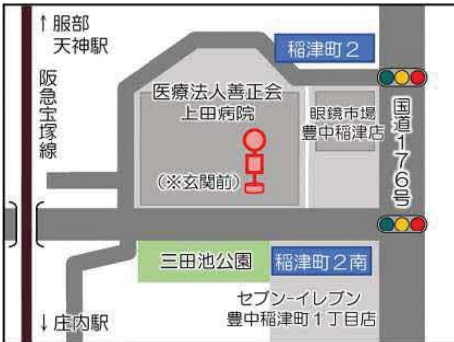 ↑服部
天神駅
稲津町2
阪急宝塚線
医療法人善正会
上田病院
眼鏡市場
豊中稲津店
国道176号
(※玄関前)
三田池公園
稲津町2南
セブン-イレブン
豊中稲津町1丁目店
↓庄内駅